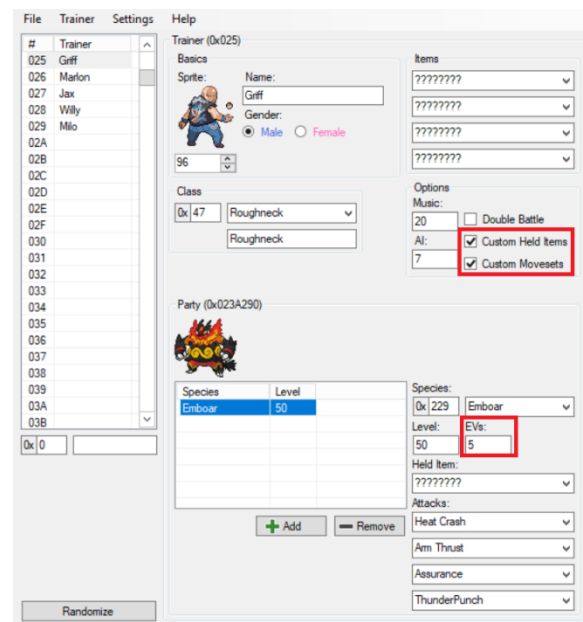 File Trainer Settings Help
# Trainer
025 Griff
026 Marlon
027 Jax
028 Willy
029 Milo
02A
02B
02C
02D
02E
02F
030
031
032
033
034
035
036
037
038
039
03A
03B
0x 0
Randomize
Trainer (0x025)
Basics
Sprite:
96
Name:
Griff
Gender:
Male Female
Class
0x 47 Roughneck
Roughneck
Items
????????
????????
????????
????????
Options
Music:
20 Double Battle
AI: Custom Held Items
7 Custom Movesets
Party (0x023A290)
Species Level
Emboar 50
Add Remove
Species:
0x 229 Emboar
Level: EVs:
50 5
Held Item:
????????
Attacks:
Heat Crash
Arm Thrust
Assurance
ThunderPunch